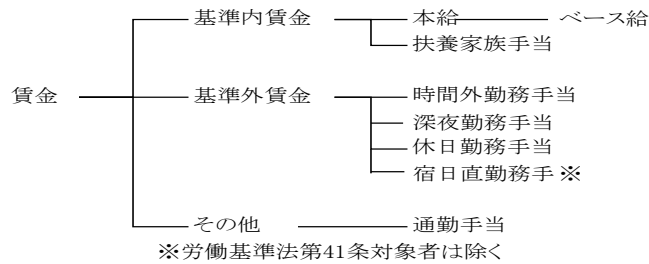 基準内賃金 本給 ベース給
扶養家族手当
賃金 基準外賃金 時間外勤務手当
深夜勤務手当
休日勤務手当
宿日直勤務手※
その他 通勤手当
※労働基準法第41条対象者は除く